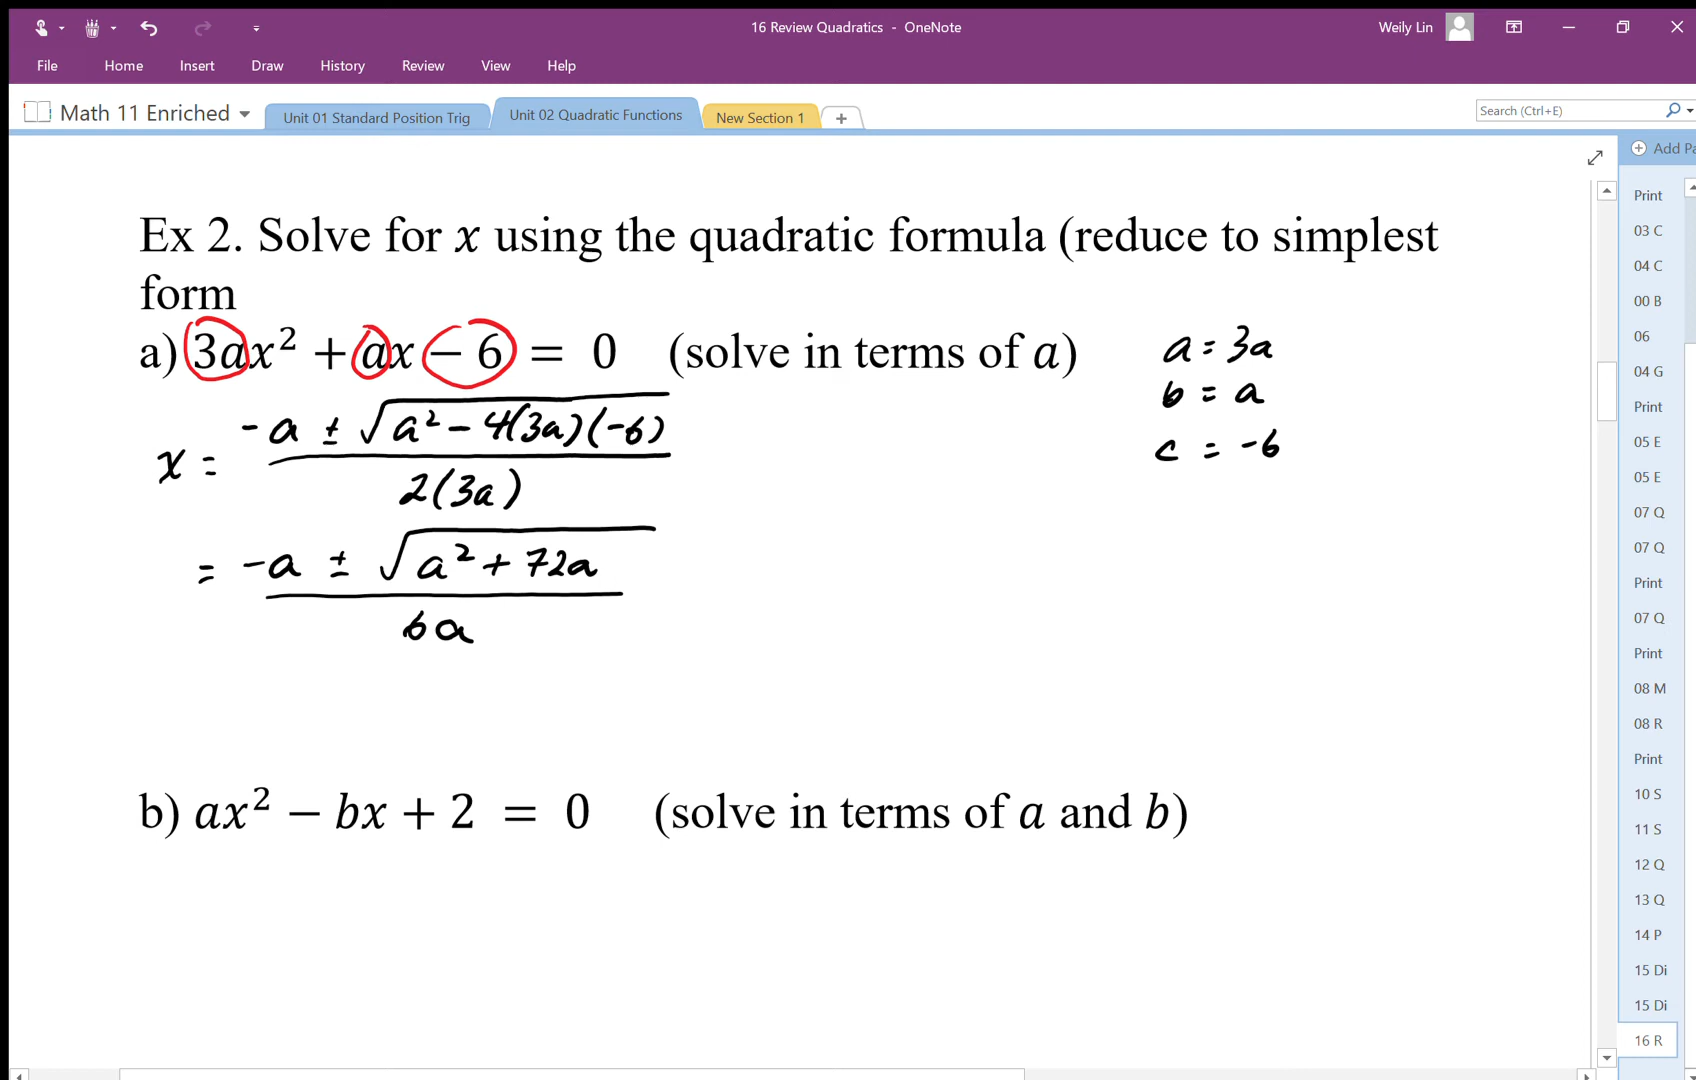 16 Review Quadratics - OneNote
Weily Lin
File Home Insert Draw History Review View Help
Math 11 Enriched
Unit 01 Standard Position Trig
Unit 02 Quadratic Functions
New Section 1
Search (Ctrl+E)
Add Pa
Ex 2. Solve for x using the quadratic formula (reduce to simplest
form
a) 3ax² + ax − 6 = 0 (solve in terms of a)
a = 3a
b = a
c = -6
x = (-a ± √(a² - 4(3a)(-6))) / 2(3a)
= (-a ± √(a² + 72a)) / 6a
b) ax² − bx + 2 = 0 (solve in terms of a and b)
Print
03 C
04 C
00 B
06
04 G
Print
05 E
05 E
07 Q
07 Q
Print
07 Q
Print
08 M
08 R
Print
10 S
11 S
12 Q
13 Q
14 P
15 Di
15 Di
16 R